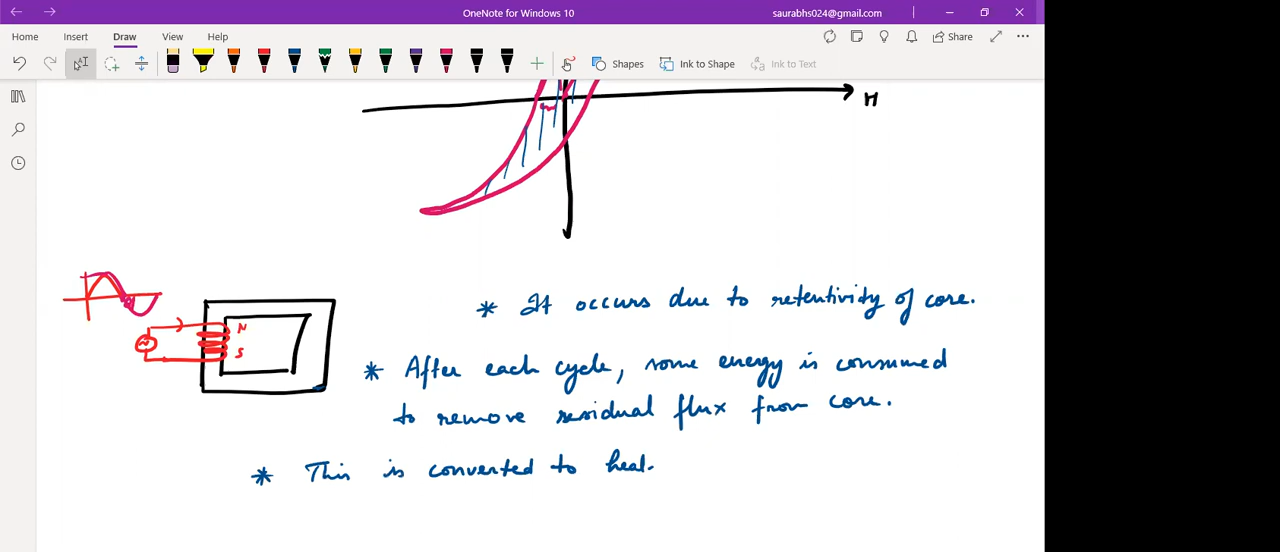 OneNote for Windows 10
saurabhs024@gmail.com
Home Insert Draw View Help
Share
Shapes
Ink to Shape
Ink to Text
H
N
S
* It occurs due to retentivity of core.
* After each cycle, some energy is consumed
to remove residual flux from core.
* This is converted to heat.